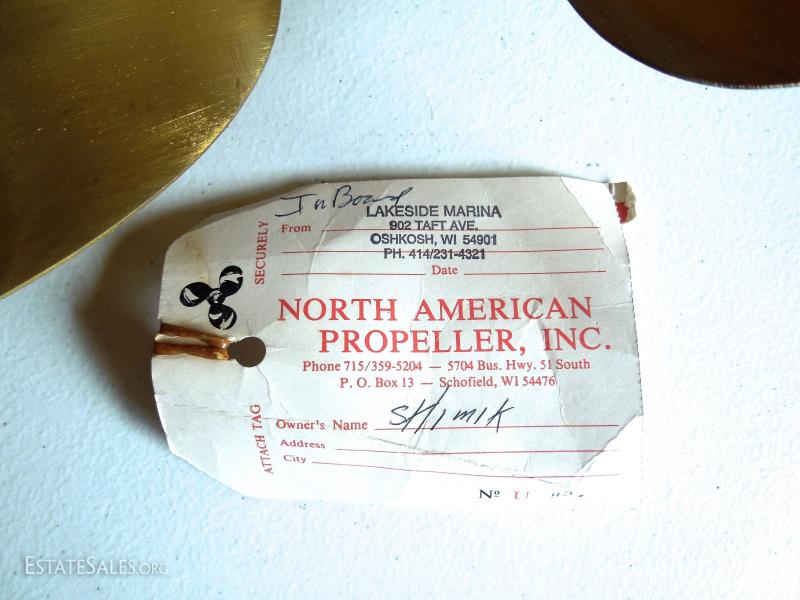 In Board
LAKESIDE MARINA
From 902 TAFT AVE.
OSHKOSH, WI 54901
PH. 414/231-4321
Date
NORTH AMERICAN
PROPELLER, INC.
Phone 715/359-5204 — 5704 Bus. Hwy. 51 South
P. O. Box 13 — Schofield, WI 54476
Owner's Name SHIMIK
Address
City
Nº U
ATTACH TAG SECURELY
ESTATESALES.ORG